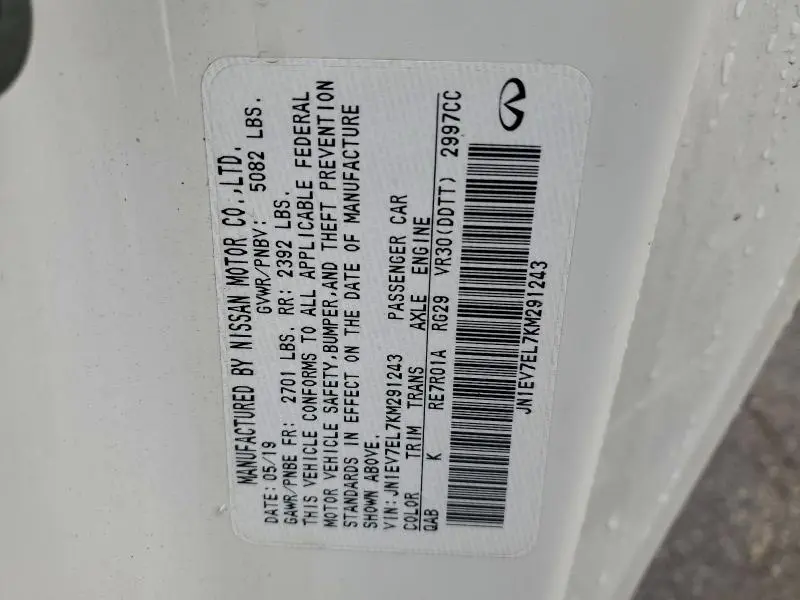 MANUFACTURED BY NISSAN MOTOR CO.,LTD.
DATE: 05/19 GVWR/PNBV: 5082 LBS.
GAWR/PNBE FR: 2701 LBS. RR: 2392 LBS.
THIS VEHICLE CONFORMS TO ALL APPLICABLE FEDERAL
MOTOR VEHICLE SAFETY,BUMPER,AND THEFT PREVENTION
STANDARDS IN EFFECT ON THE DATE OF MANUFACTURE
SHOWN ABOVE.
VIN:JN1EV7EL7KM291243 PASSENGER CAR
COLOR TRIM TRANS AXLE ENGINE
QAB K RE7R01A RG29 VR30(DDTT) 2997CC
JN1EV7EL7KM291243